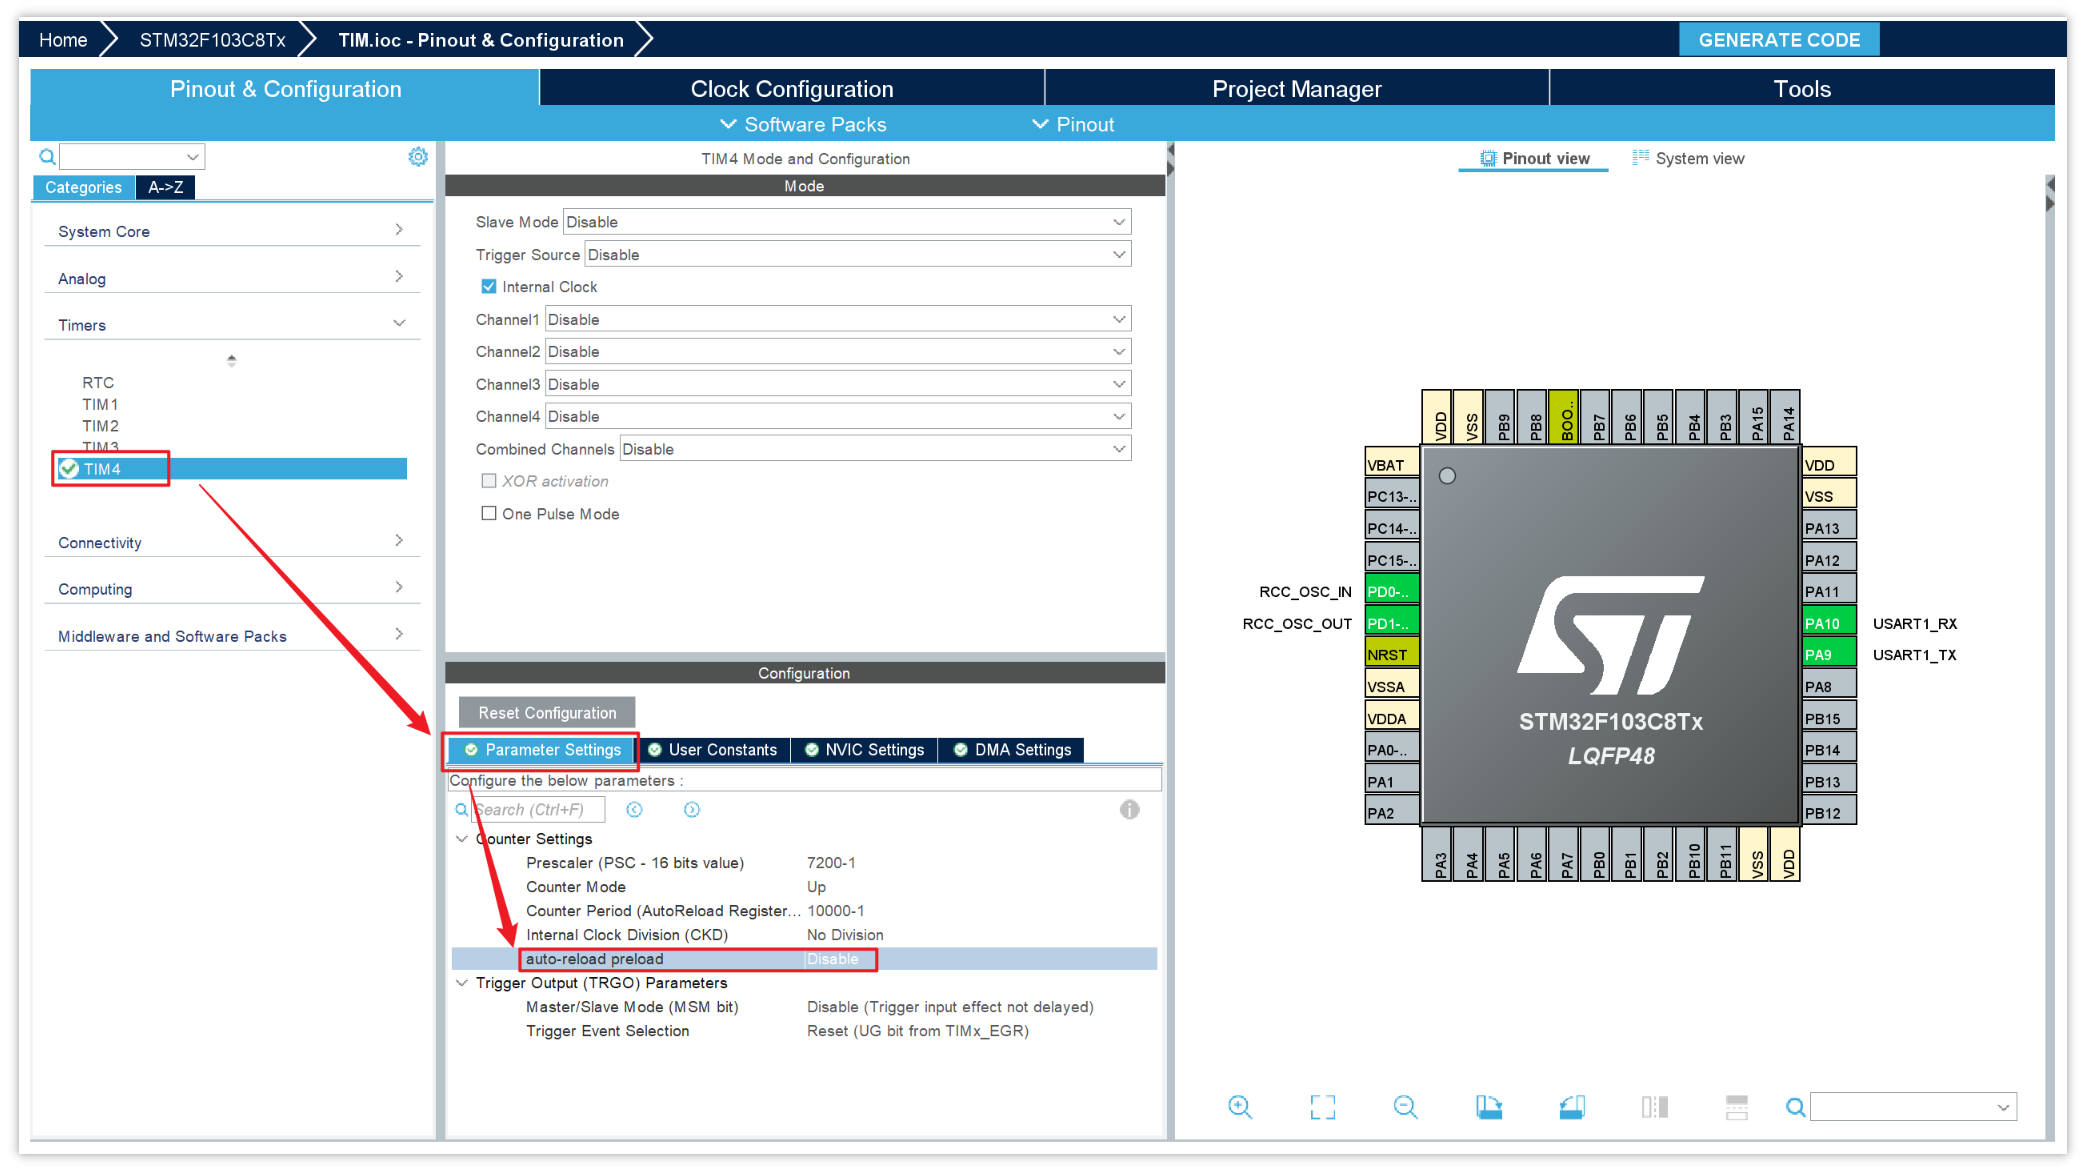 Home
STM32F103C8Tx
TIM.ioc - Pinout & Configuration
GENERATE CODE
Pinout & Configuration
Clock Configuration
Project Manager
Tools
Software Packs
Pinout
Categories
A->Z
System Core
Analog
Timers
RTC
TIM1
TIM2
TIM3
TIM4
Connectivity
Computing
Middleware and Software Packs
TIM4 Mode and Configuration
Mode
Slave Mode Disable
Trigger Source Disable
Internal Clock
Channel1 Disable
Channel2 Disable
Channel3 Disable
Channel4 Disable
Combined Channels Disable
XOR activation
One Pulse Mode
Configuration
Reset Configuration
Parameter Settings
User Constants
NVIC Settings
DMA Settings
Configure the below parameters :
Search (Ctrl+F)
Counter Settings
Prescaler (PSC - 16 bits value) 7200-1
Counter Mode Up
Counter Period (AutoReload Register... 10000-1
Internal Clock Division (CKD) No Division
auto-reload preload Disable
Trigger Output (TRGO) Parameters
Master/Slave Mode (MSM bit) Disable (Trigger input effect not delayed)
Trigger Event Selection Reset (UG bit from TIMx_EGR)
Pinout view
System view
VDD
VSS
PB9
PB8
BOO..
PB7
PB6
PB5
PB4
PB3
PA15
PA14
VBAT
PC13-..
PC14-..
PC15-..
RCC_OSC_IN PD0-..
RCC_OSC_OUT PD1-..
NRST
VSSA
VDDA
PA0-..
PA1
PA2
STM32F103C8Tx
LQFP48
VDD
VSS
PA13
PA12
PA11
PA10 USART1_RX
PA9 USART1_TX
PA8
PB15
PB14
PB13
PB12
PA3
PA4
PA5
PA6
PA7
PB0
PB1
PB2
PB10
PB11
VSS
VDD